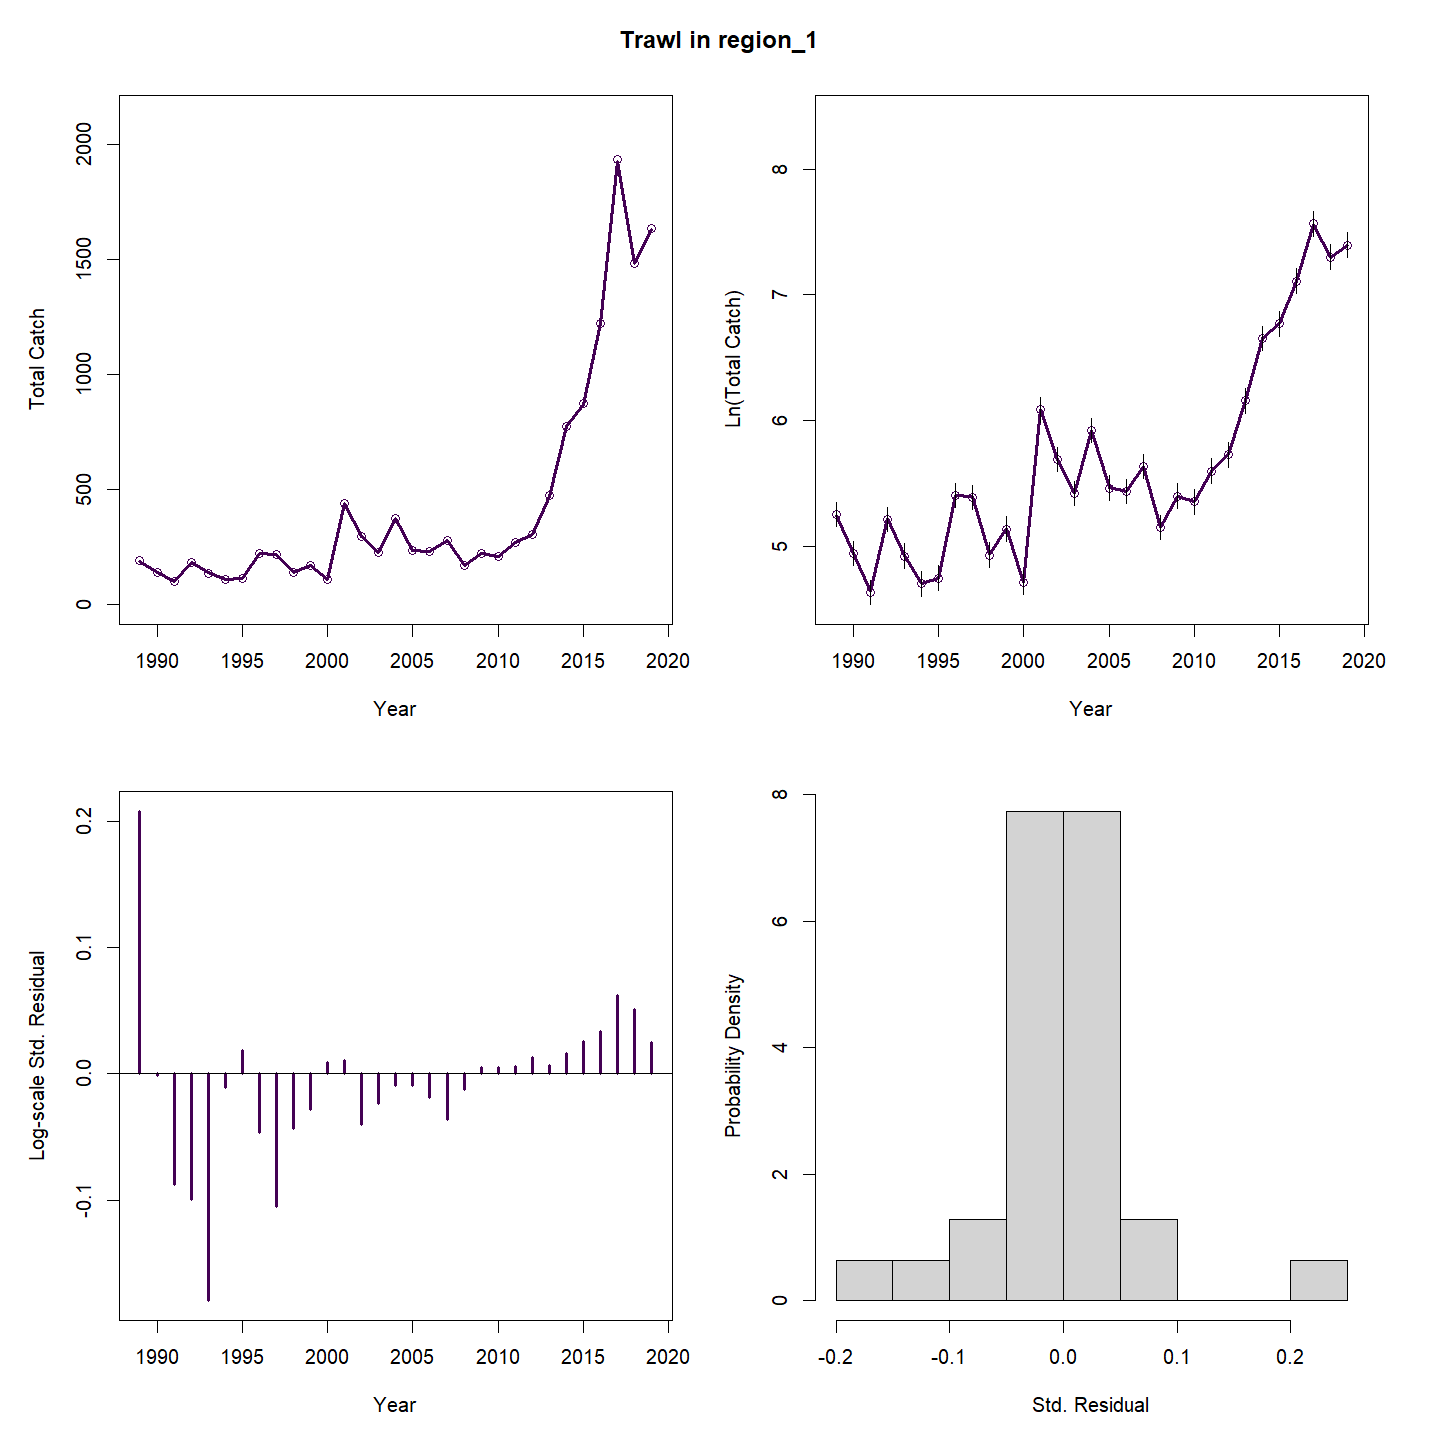 Trawl in region_1
Total Catch
0 500 1000 1500 2000
1990 1995 2000 2005 2010 2015 2020
Year
Ln(Total Catch)
5 6 7 8
1990 1995 2000 2005 2010 2015 2020
Year
Log-scale Std. Residual
-0.1 0.0 0.1 0.2
1990 1995 2000 2005 2010 2015 2020
Year
Probability Density
0 2 4 6 8
-0.2 -0.1 0.0 0.1 0.2
Std. Residual